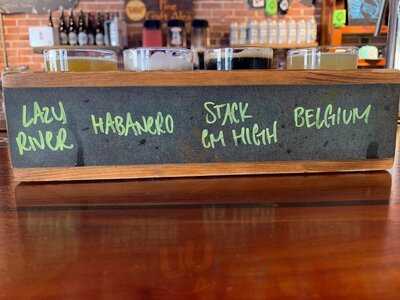 LAZY
RIVER
HABANERO
STACK
EM HIGH
BELGIUM